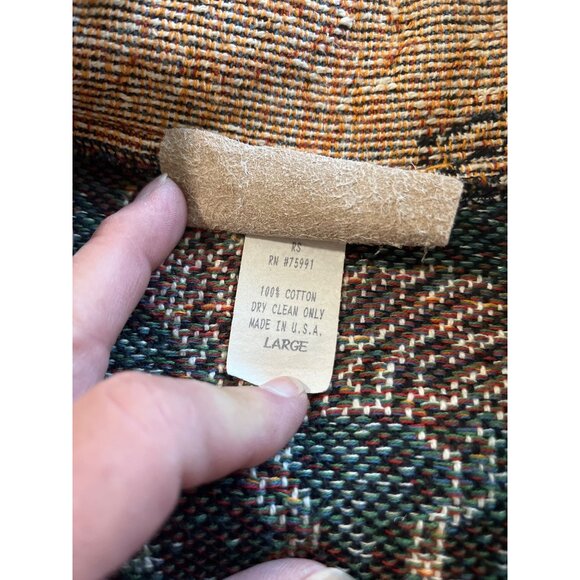 RS
RN #75991
100% COTTON
DRY CLEAN ONLY
MADE IN U.S.A.
LARGE